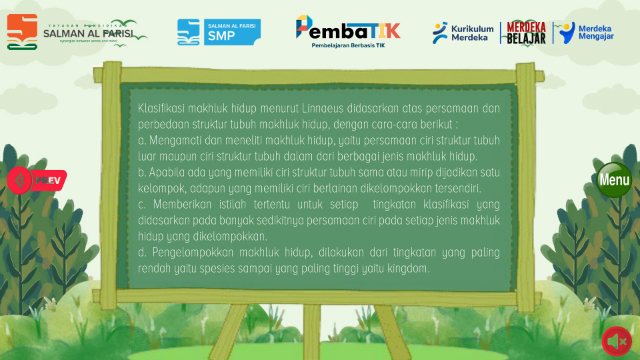 YAYASAN PENDIDIKAN
SALMAN AL FARISI
SALMAN AL FARISI
SMP
PembaTIK
Pembelajaran Berbasis TIK
Kurikulum
Merdeka
MERDEKA
BELAJAR
Merdeka
Mengajar
Klasifikasi makhluk hidup menurut Linnaeus didasarkan atas persamaan dan
perbedaan struktur tubuh makhluk hidup, dengan cara-cara berikut :
a. Mengamati dan meneliti makhluk hidup, yaitu persamaan ciri struktur tubuh
luar maupun ciri struktur tubuh dalam dari berbagai jenis makhluk hidup.
b. Apabila ada yang memiliki ciri struktur tubuh sama atau mirip dijadikan satu
kelompok, adapun yang memiliki ciri berlainan dikelompokkan tersendiri.
c. Memberikan istilah tertentu untuk setiap tingkatan klasifikasi yang
didasarkan pada banyak sedikitnya persamaan ciri pada setiap jenis makhluk
hidup yang dikelompokkan.
d. Pengelompokkan makhluk hidup, dilakukan dari tingkatan yang paling
rendah yaitu spesies sampai yang paling tinggi yaitu kingdom.
Menu